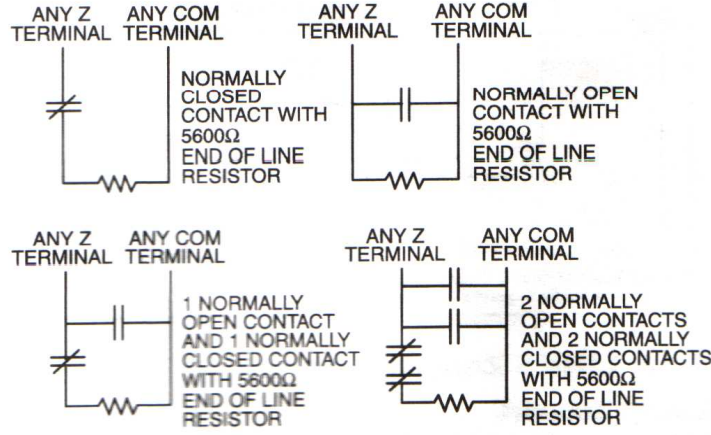 ANY Z TERMINAL
ANY COM TERMINAL
NORMALLY
CLOSED
CONTACT WITH
5600Ω
END OF LINE
RESISTOR
ANY Z TERMINAL
ANY COM TERMINAL
NORMALLY OPEN
CONTACT WITH
5600Ω
END OF LINE
RESISTOR
ANY Z TERMINAL
ANY COM TERMINAL
1 NORMALLY
OPEN CONTACT
AND 1 NORMALLY
CLOSED CONTACT
WITH 5600Ω
END OF LINE
RESISTOR
ANY Z TERMINAL
ANY COM TERMINAL
2 NORMALLY
OPEN CONTACTS
AND 2 NORMALLY
CLOSED CONTACTS
WITH 5600Ω
END OF LINE
RESISTOR